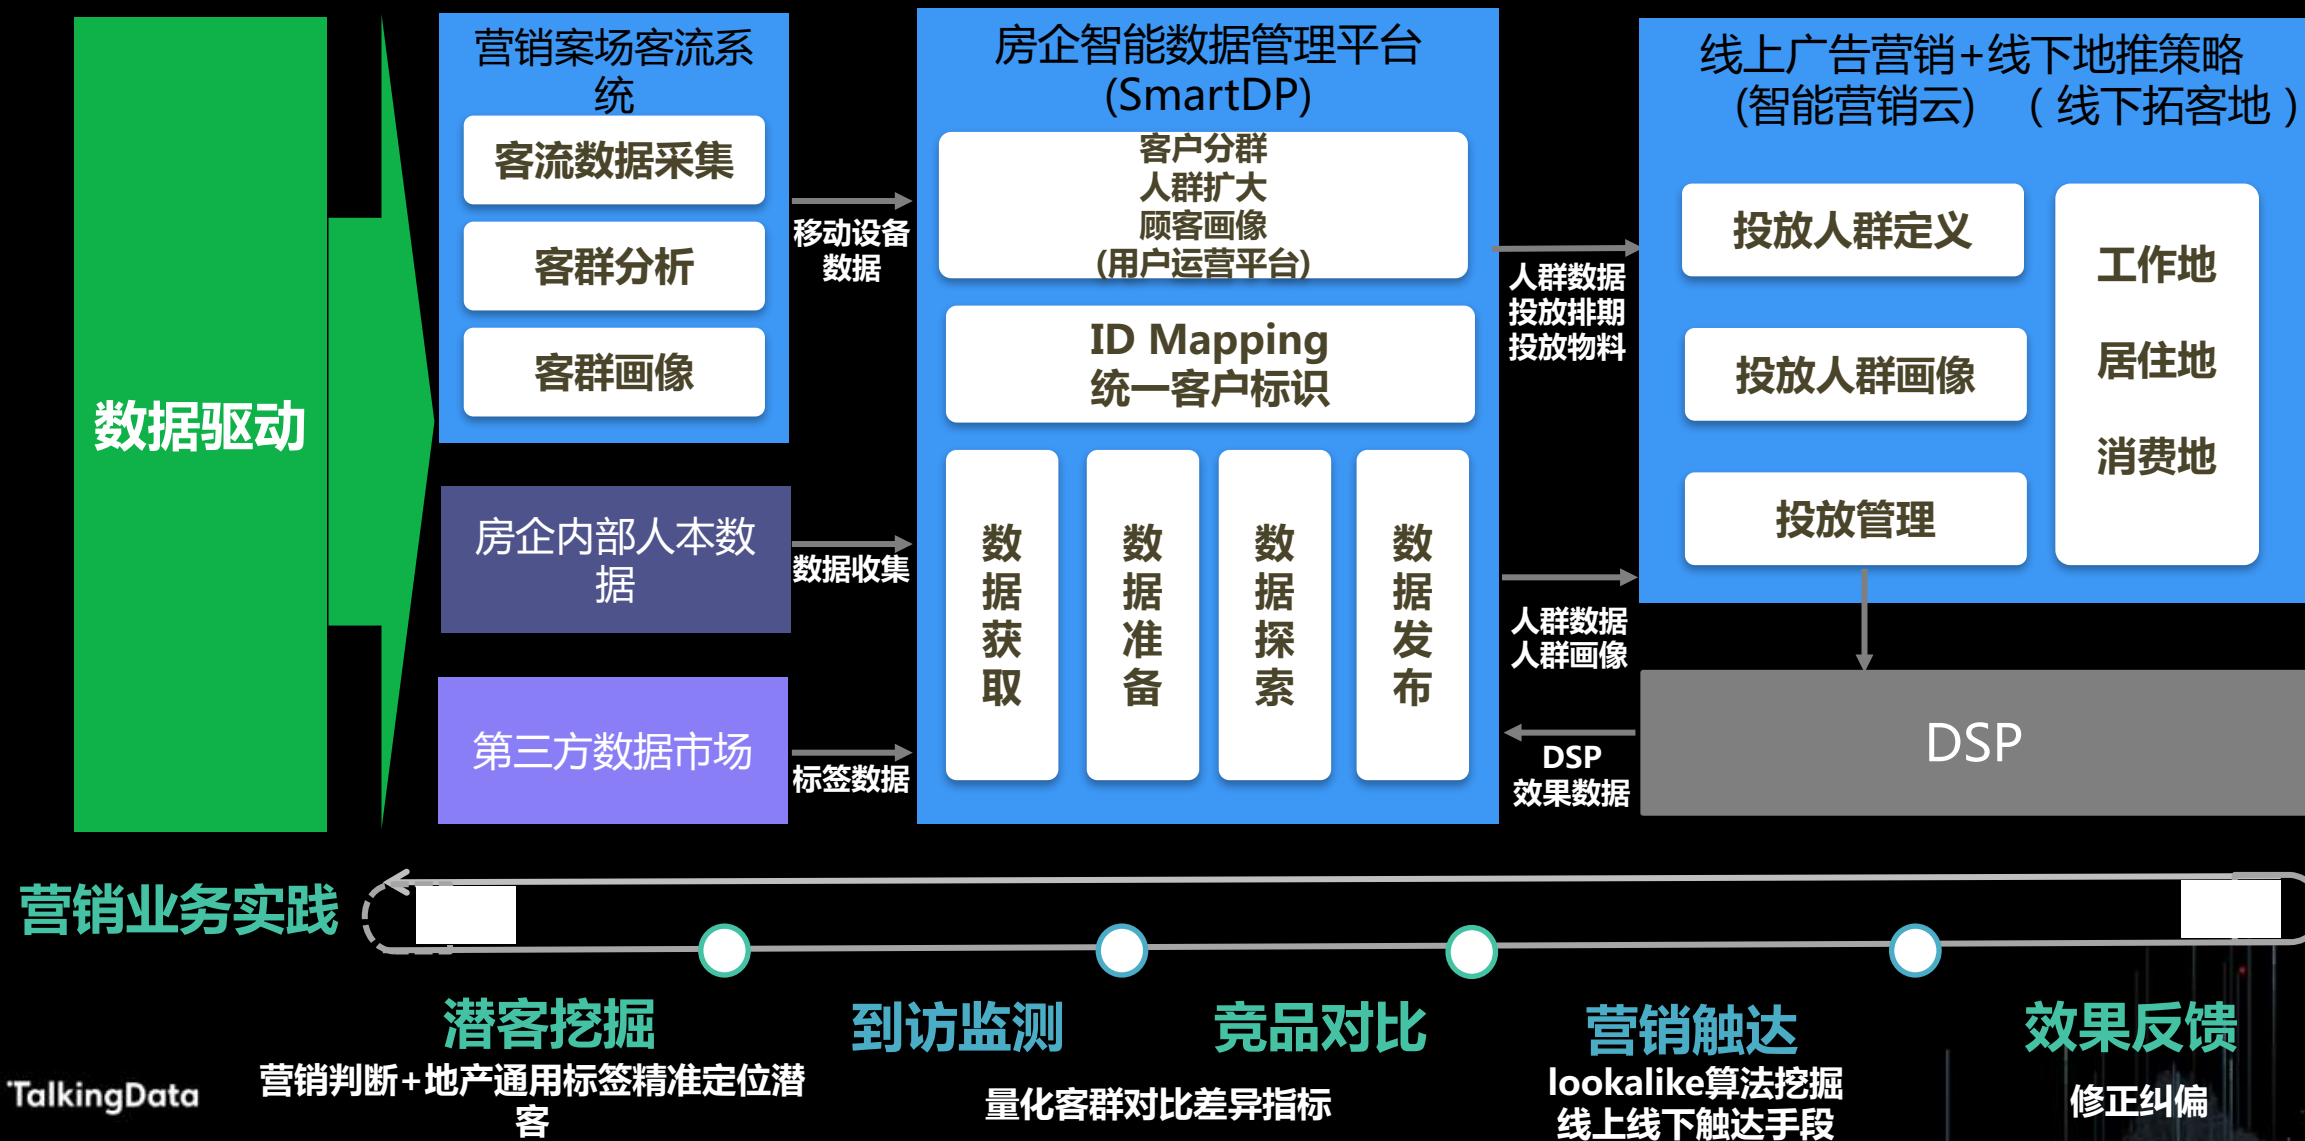 数据驱动
营销案场客流系
统
客流数据采集
客群分析
客群画像
房企内部人本数
据
第三方数据市场
移动设备
数据
数据收集
标签数据
房企智能数据管理平台
(SmartDP)
客户分群
人群扩大
顾客画像
(用户运营平台)
ID Mapping
统一客户标识
数据获取
数据准备
数据探索
数据发布
人群数据
投放排期
投放物料
人群数据
人群画像
DSP
效果数据
线上广告营销+线下地推策略
(智能营销云) （线下拓客地）
投放人群定义
投放人群画像
投放管理
工作地
居住地
消费地
DSP
营销业务实践
潜客挖掘
营销判断+地产通用标签精准定位潜
客
到访监测
竞品对比
量化客群对比差异指标
营销触达
lookalike算法挖掘
线上线下触达手段
效果反馈
修正纠偏
TalkingData